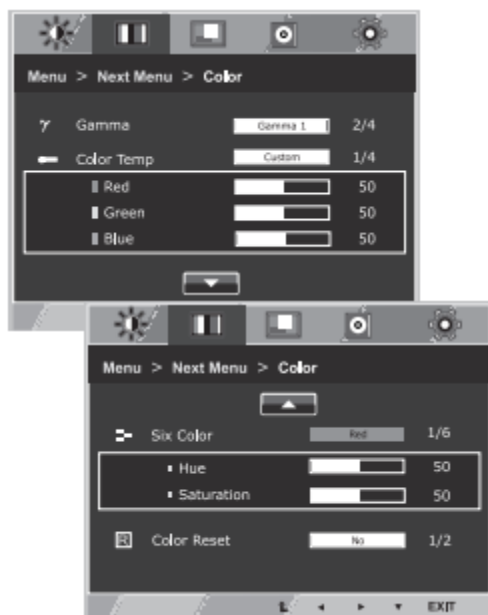 Menu > Next Menu > Color
γ Gamma Gamma 1 2/4
Color Temp Custom 1/4
Red 50
Green 50
Blue 50
Menu > Next Menu > Color
Six Color Red 1/6
Hue 50
Saturation 50
R Color Reset No 1/2
EXIT